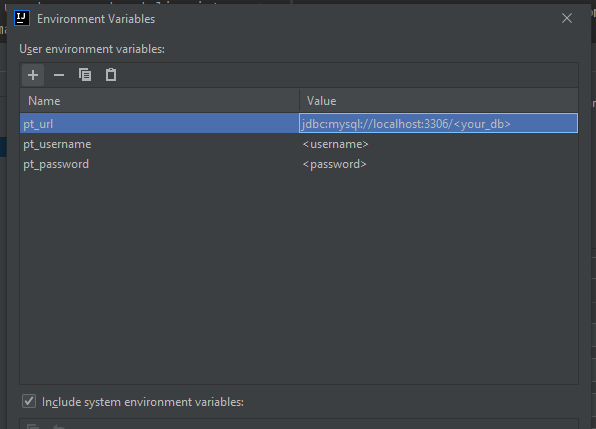 IJ Environment Variables
User environment variables:
Name Value
pt_url jdbc:mysql://localhost:3306/<your_db>
pt_username <username>
pt_password <password>
Include system environment variables: